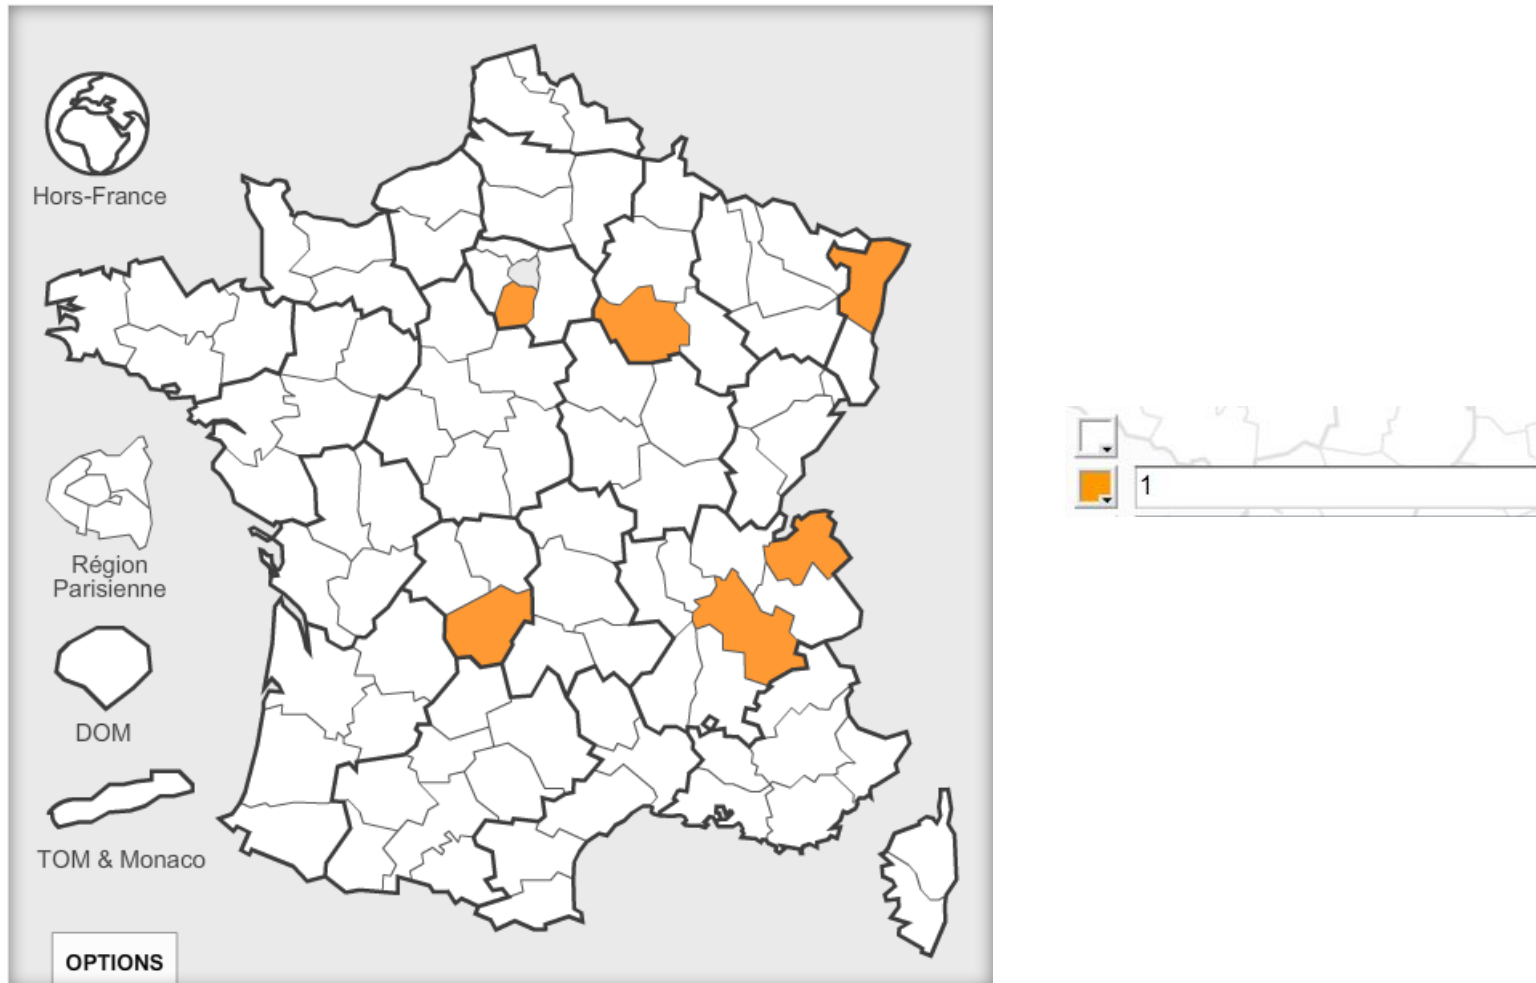 Hors-France
Région
Parisienne
DOM
TOM & Monaco
OPTIONS
1